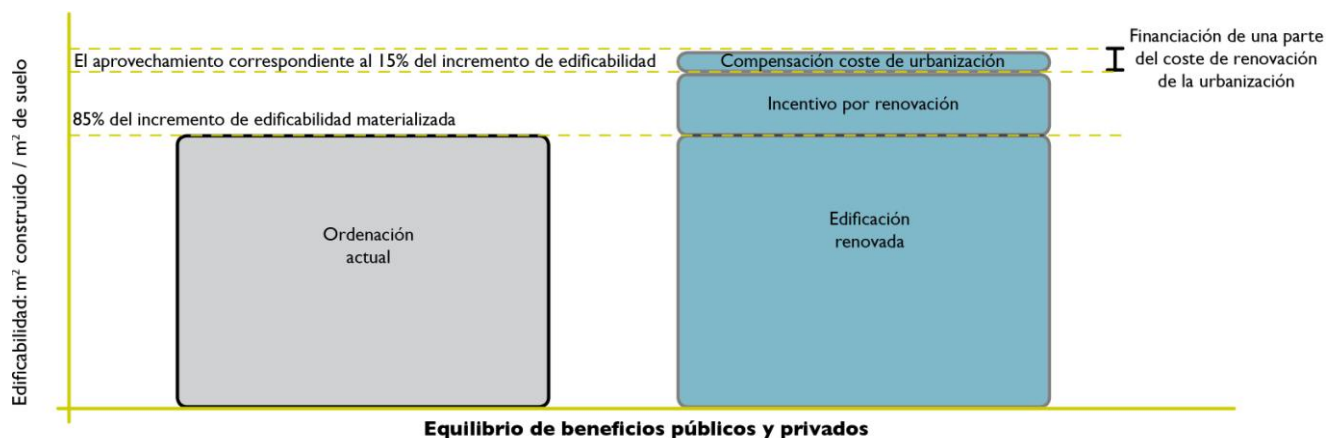 Financiación de una parte
del coste de renovación
de la urbanización
El aprovechamiento correspondiente al 15% del incremento de edificabilidad
Compensación coste de urbanización
Incentivo por renovación
85% del incremento de edificabilidad materializada
Ordenación
actual
Edificación
renovada
Edificabilidad: m² construido / m² de suelo
Equilibrio de beneficios públicos y privados